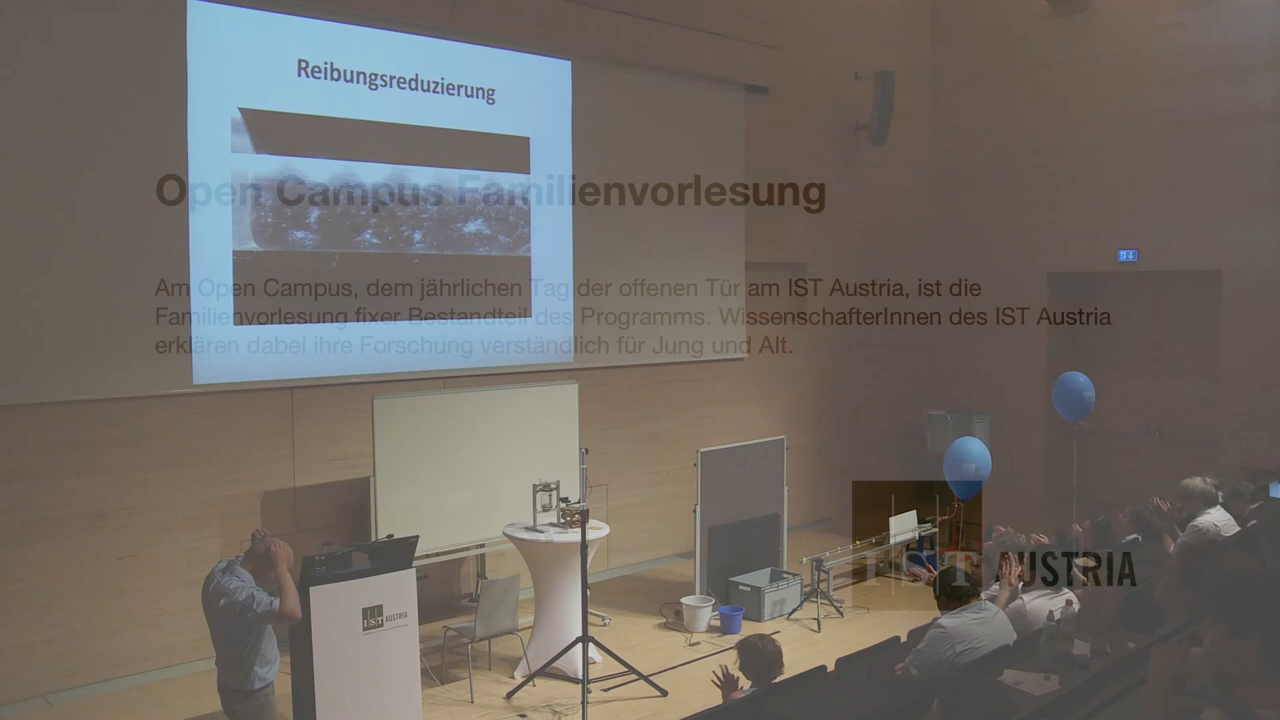 Reibungsreduzierung
Open Campus Familienvorlesung
Am Open Campus, dem jährlichen Tag der offenen Tür am IST Austria, ist die
Familienvorlesung fixer Bestandteil des Programms. WissenschafterInnen des IST Austria
erklären dabei ihre Forschung verständlich für Jung und Alt.
IST AUSTRIA
IST AUSTRIA